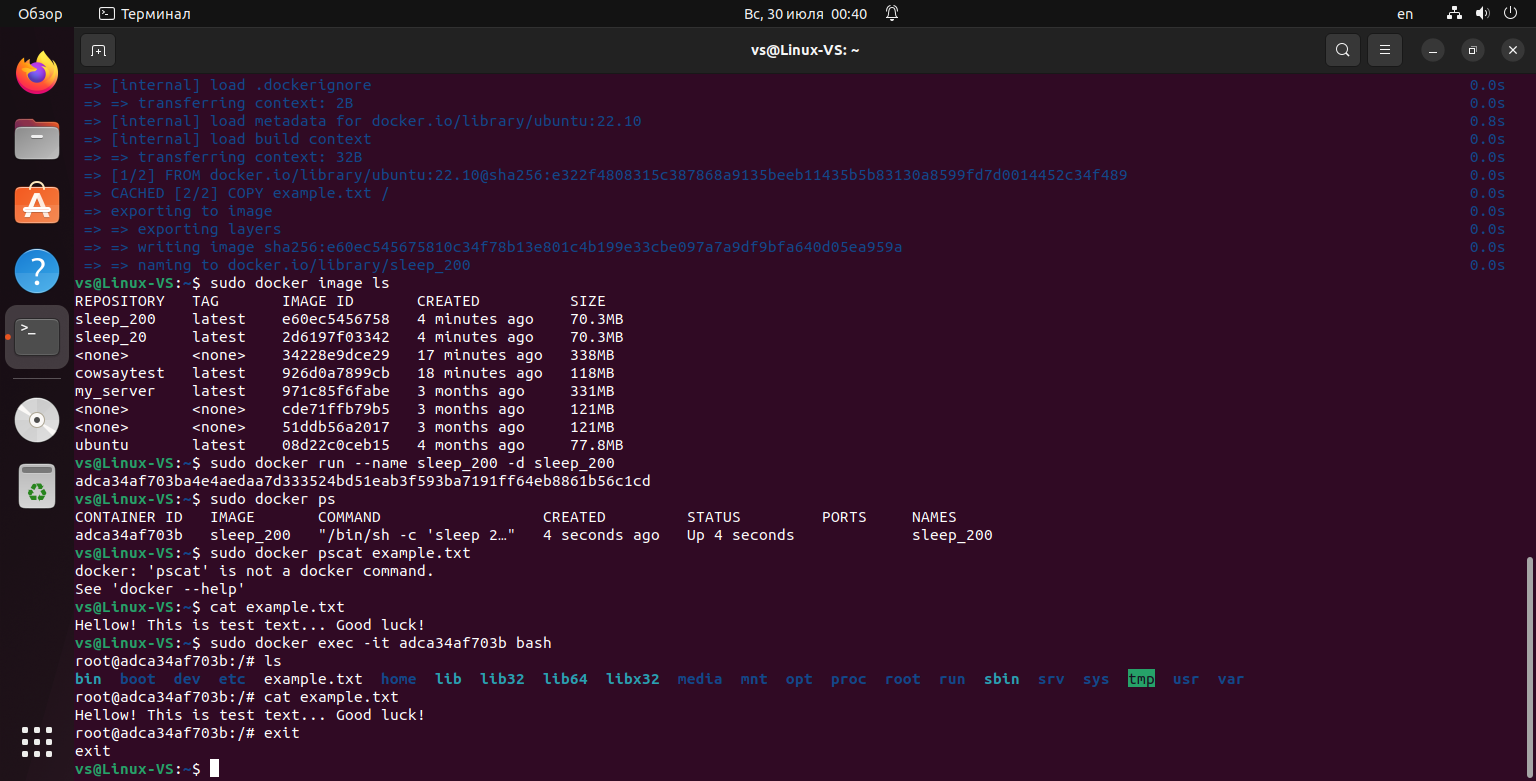 Обзор Терминал Вс, 30 июля 00:40 en
vs@Linux-VS: ~
=> [internal] load .dockerignore 0.0s
=> => transferring context: 2B 0.0s
=> [internal] load metadata for docker.io/library/ubuntu:22.10 0.8s
=> [internal] load build context 0.0s
=> => transferring context: 32B 0.0s
=> [1/2] FROM docker.io/library/ubuntu:22.10@sha256:e322f4808315c387868a9135beeb11435b5b83130a8599fd7d0014452c34f489 0.0s
=> CACHED [2/2] COPY example.txt / 0.0s
=> exporting to image 0.0s
=> => exporting layers 0.0s
=> => writing image sha256:e60ec545675810c34f78b13e801c4b199e33cbe097a7a9df9bfa640d05ea959a 0.0s
=> => naming to docker.io/library/sleep_200 0.0s
vs@Linux-VS:~$ sudo docker image ls
REPOSITORY TAG IMAGE ID CREATED SIZE
sleep_200 latest e60ec5456758 4 minutes ago 70.3MB
sleep_20 latest 2d6197f03342 4 minutes ago 70.3MB
<none> <none> 34228e9dce29 17 minutes ago 338MB
cowsaytest latest 926d0a7899cb 18 minutes ago 118MB
my_server latest 971c85f6fabe 3 months ago 331MB
<none> <none> cde71ffb79b5 3 months ago 121MB
<none> <none> 51ddb56a2017 3 months ago 121MB
ubuntu latest 08d22c0ceb15 4 months ago 77.8MB
vs@Linux-VS:~$ sudo docker run --name sleep_200 -d sleep_200
adca34af703ba4e4aedaa7d333524bd51eab3f593ba7191ff64eb8861b56c1cd
vs@Linux-VS:~$ sudo docker ps
CONTAINER ID IMAGE COMMAND CREATED STATUS PORTS NAMES
adca34af703b sleep_200 "/bin/sh -c 'sleep 2…" 4 seconds ago Up 4 seconds sleep_200
vs@Linux-VS:~$ sudo docker pscat example.txt
docker: 'pscat' is not a docker command.
See 'docker --help'
vs@Linux-VS:~$ cat example.txt
Hellow! This is test text... Good luck!
vs@Linux-VS:~$ sudo docker exec -it adca34af703b bash
root@adca34af703b:/# ls
bin boot dev etc example.txt home lib lib32 lib64 libx32 media mnt opt proc root run sbin srv sys tmp usr var
root@adca34af703b:/# cat example.txt
Hellow! This is test text... Good luck!
root@adca34af703b:/# exit
exit
vs@Linux-VS:~$